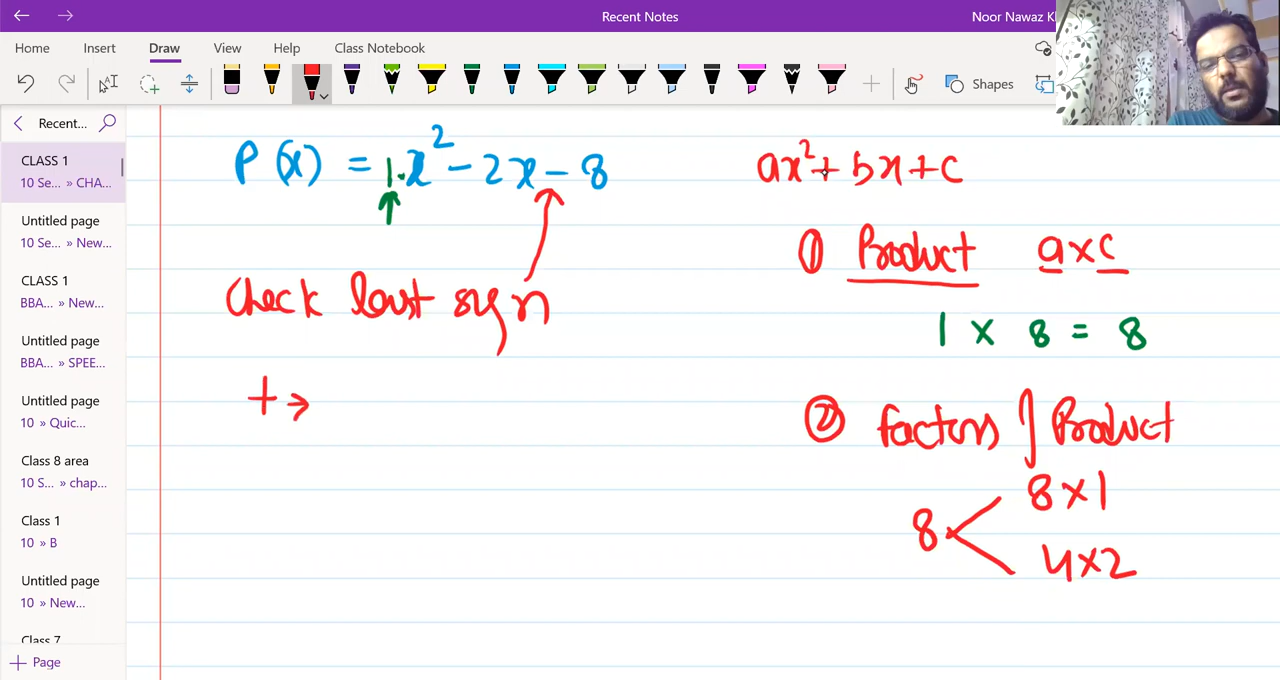 Recent Notes
Noor Nawaz Kh
Home Insert Draw View Help Class Notebook
Shapes
Recent...
CLASS 1
10 Se... » CHA...
Untitled page
10 Se... » New...
CLASS 1
BBA... » New...
Untitled page
BBA... » SPEE...
Untitled page
10 » Quic...
Class 8 area
10 S... » chap...
Class 1
10 » B
Untitled page
10 » New...
Class 7
Page
P(x) = 1·x² - 2x - 8
Check last sign
+ →
ax² + bx + c
① Product a×c
1 × 8 = 8
② Factors of Product
8 8×1
4×2